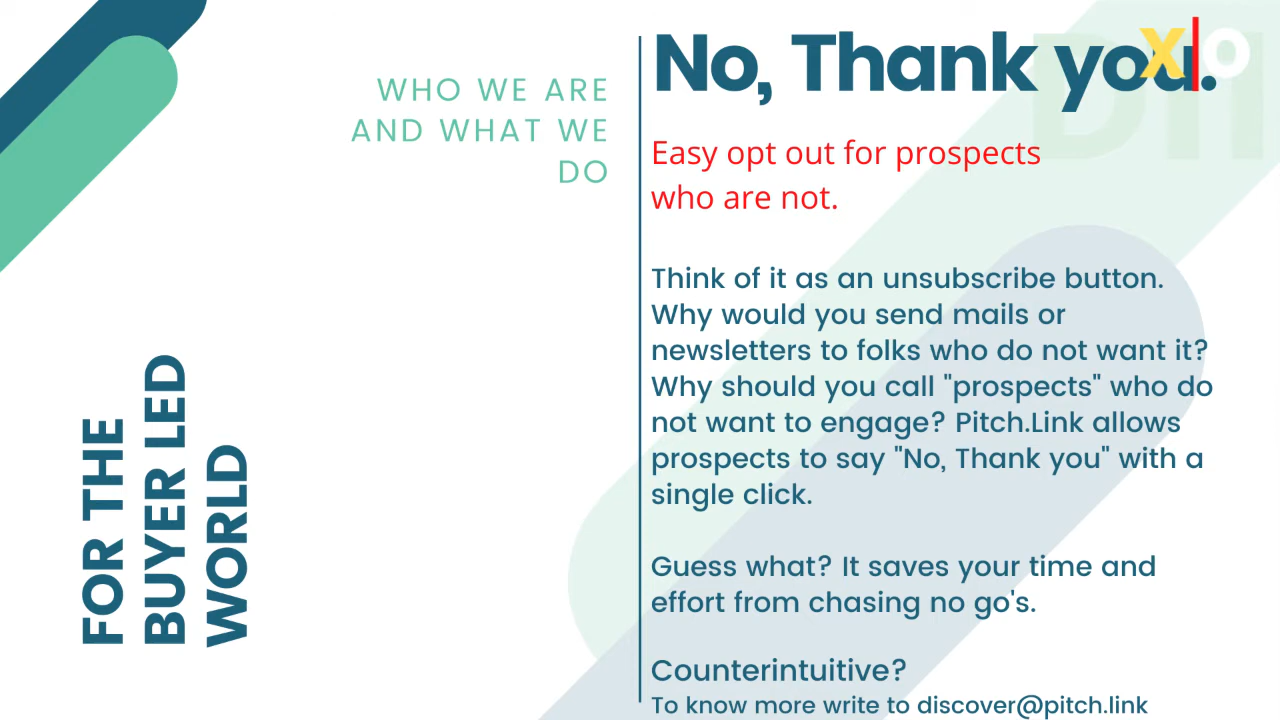 WHO WE ARE
AND WHAT WE
DO
FOR THE
BUYER LED
WORLD
No, Thank you.
x|o
Easy opt out for prospects
who are not.
Think of it as an unsubscribe button.
Why would you send mails or
newsletters to folks who do not want it?
Why should you call "prospects" who do
not want to engage? Pitch.Link allows
prospects to say "No, Thank you" with a
single click.
Guess what? It saves your time and
effort from chasing no go's.
Counterintuitive?
To know more write to discover@pitch.link